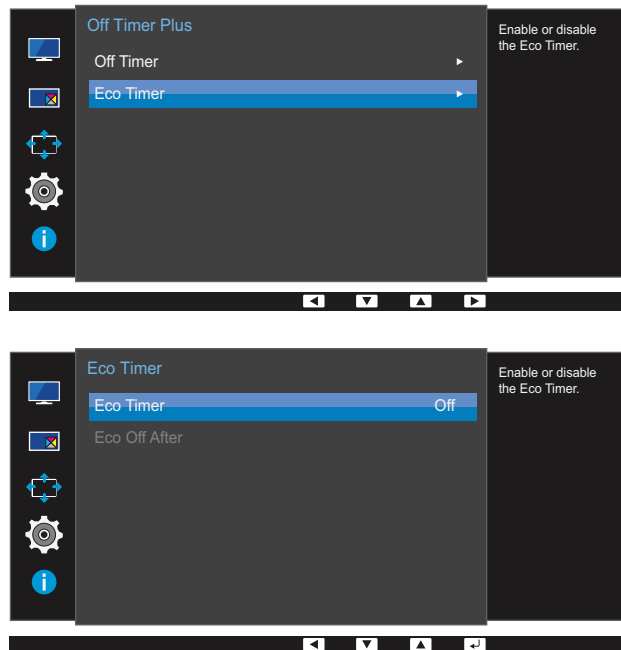 Off Timer Plus
Off Timer
Eco Timer
Enable or disable
the Eco Timer.
Eco Timer
Eco Timer Off
Eco Off After
Enable or disable
the Eco Timer.